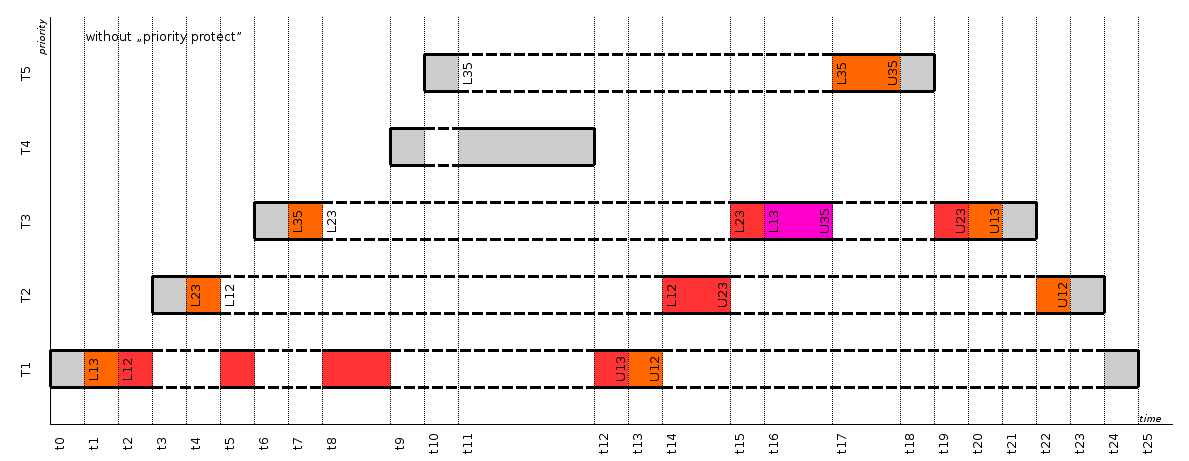 priority
without „priority protect”
T5
L35
L35
U35
T4
T3
L35
L23
L23
L13
U35
U23
U13
T2
L23
L12
L12
U23
U12
T1
L13
L12
U13
U12
time
t0
t1
t2
t3
t4
t5
t6
t7
t8
t9
t10
t11
t12
t13
t14
t15
t16
t17
t18
t19
t20
t21
t22
t23
t24
t25